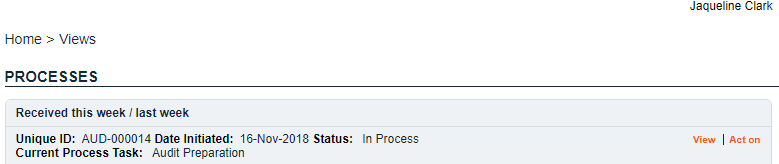 Jaqueline Clark
Home > Views
PROCESSES
Received this week / last week
Unique ID: AUD-000014 Date Initiated: 16-Nov-2018 Status: In Process View | Act on
Current Process Task: Audit Preparation